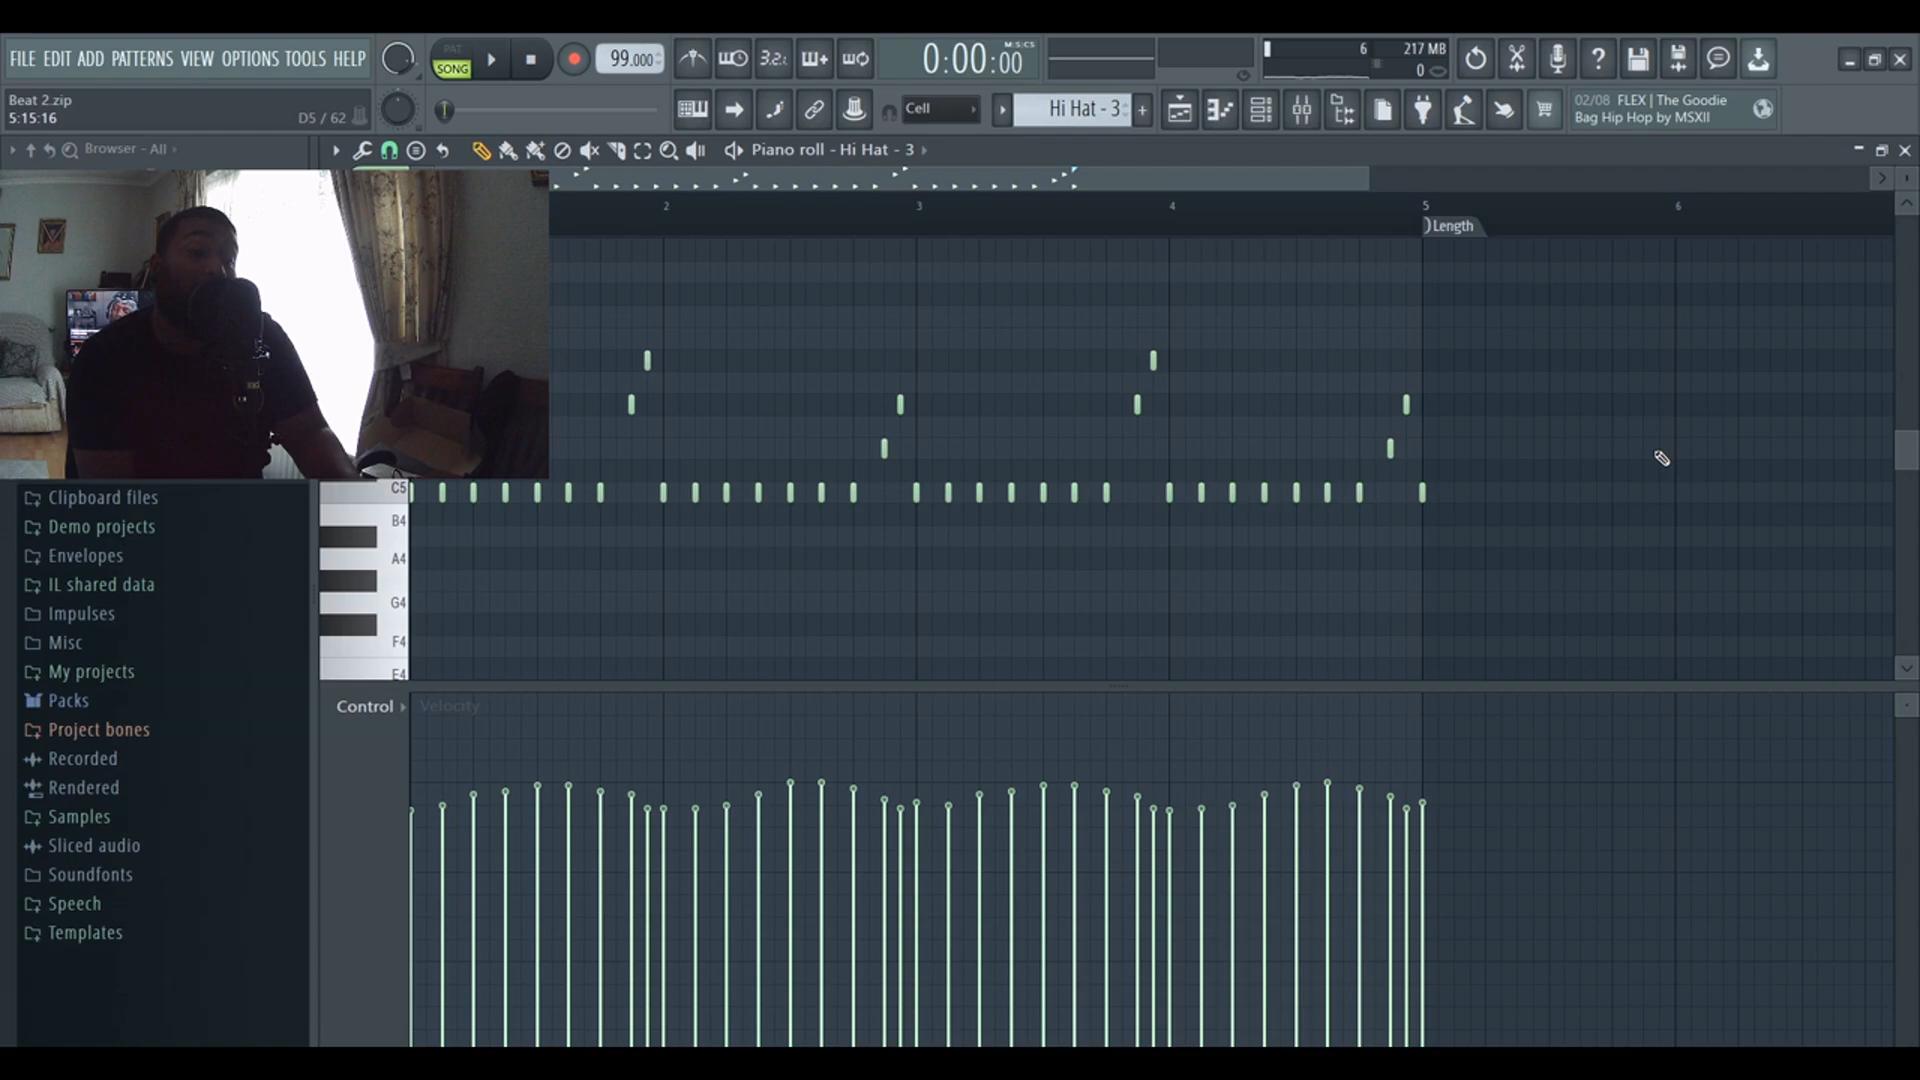 FILE EDIT ADD PATTERNS VIEW OPTIONS TOOLS HELP
PAT
SONG
99.000
3.2.
0:00:00
M:S:CS
6
217 MB
0
Beat 2.zip
5:15:16
D5 / 62
Cell
Hi Hat - 3
02/08 FLEX | The Goodie
Bag Hip Hop by MSXII
Browser - All
Piano roll - Hi Hat - 3
2
3
4
5
6
Length
C5
B4
A4
G4
F4
E4
Clipboard files
Demo projects
Envelopes
IL shared data
Impulses
Misc
My projects
Packs
Project bones
Recorded
Rendered
Samples
Sliced audio
Soundfonts
Speech
Templates
Control
Velocity